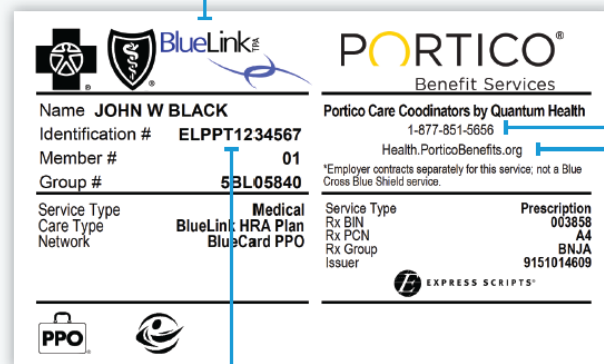 BlueLink TPA
Name JOHN W BLACK
Identification # ELPPT1234567
Member # 01
Group # 5BL05840
Service Type Medical
Care Type BlueLink HRA Plan
Network BlueCard PPO
PPO
PORTICO®
Benefit Services
Portico Care Coodinators by Quantum Health
1-877-851-5656
Health.PorticoBenefits.org
*Employer contracts separately for this service; not a Blue
Cross Blue Shield service.
Service Type Prescription
Rx BIN 003858
Rx PCN A4
Rx Group BNJA
Issuer 9151014609
EXPRESS SCRIPTS®